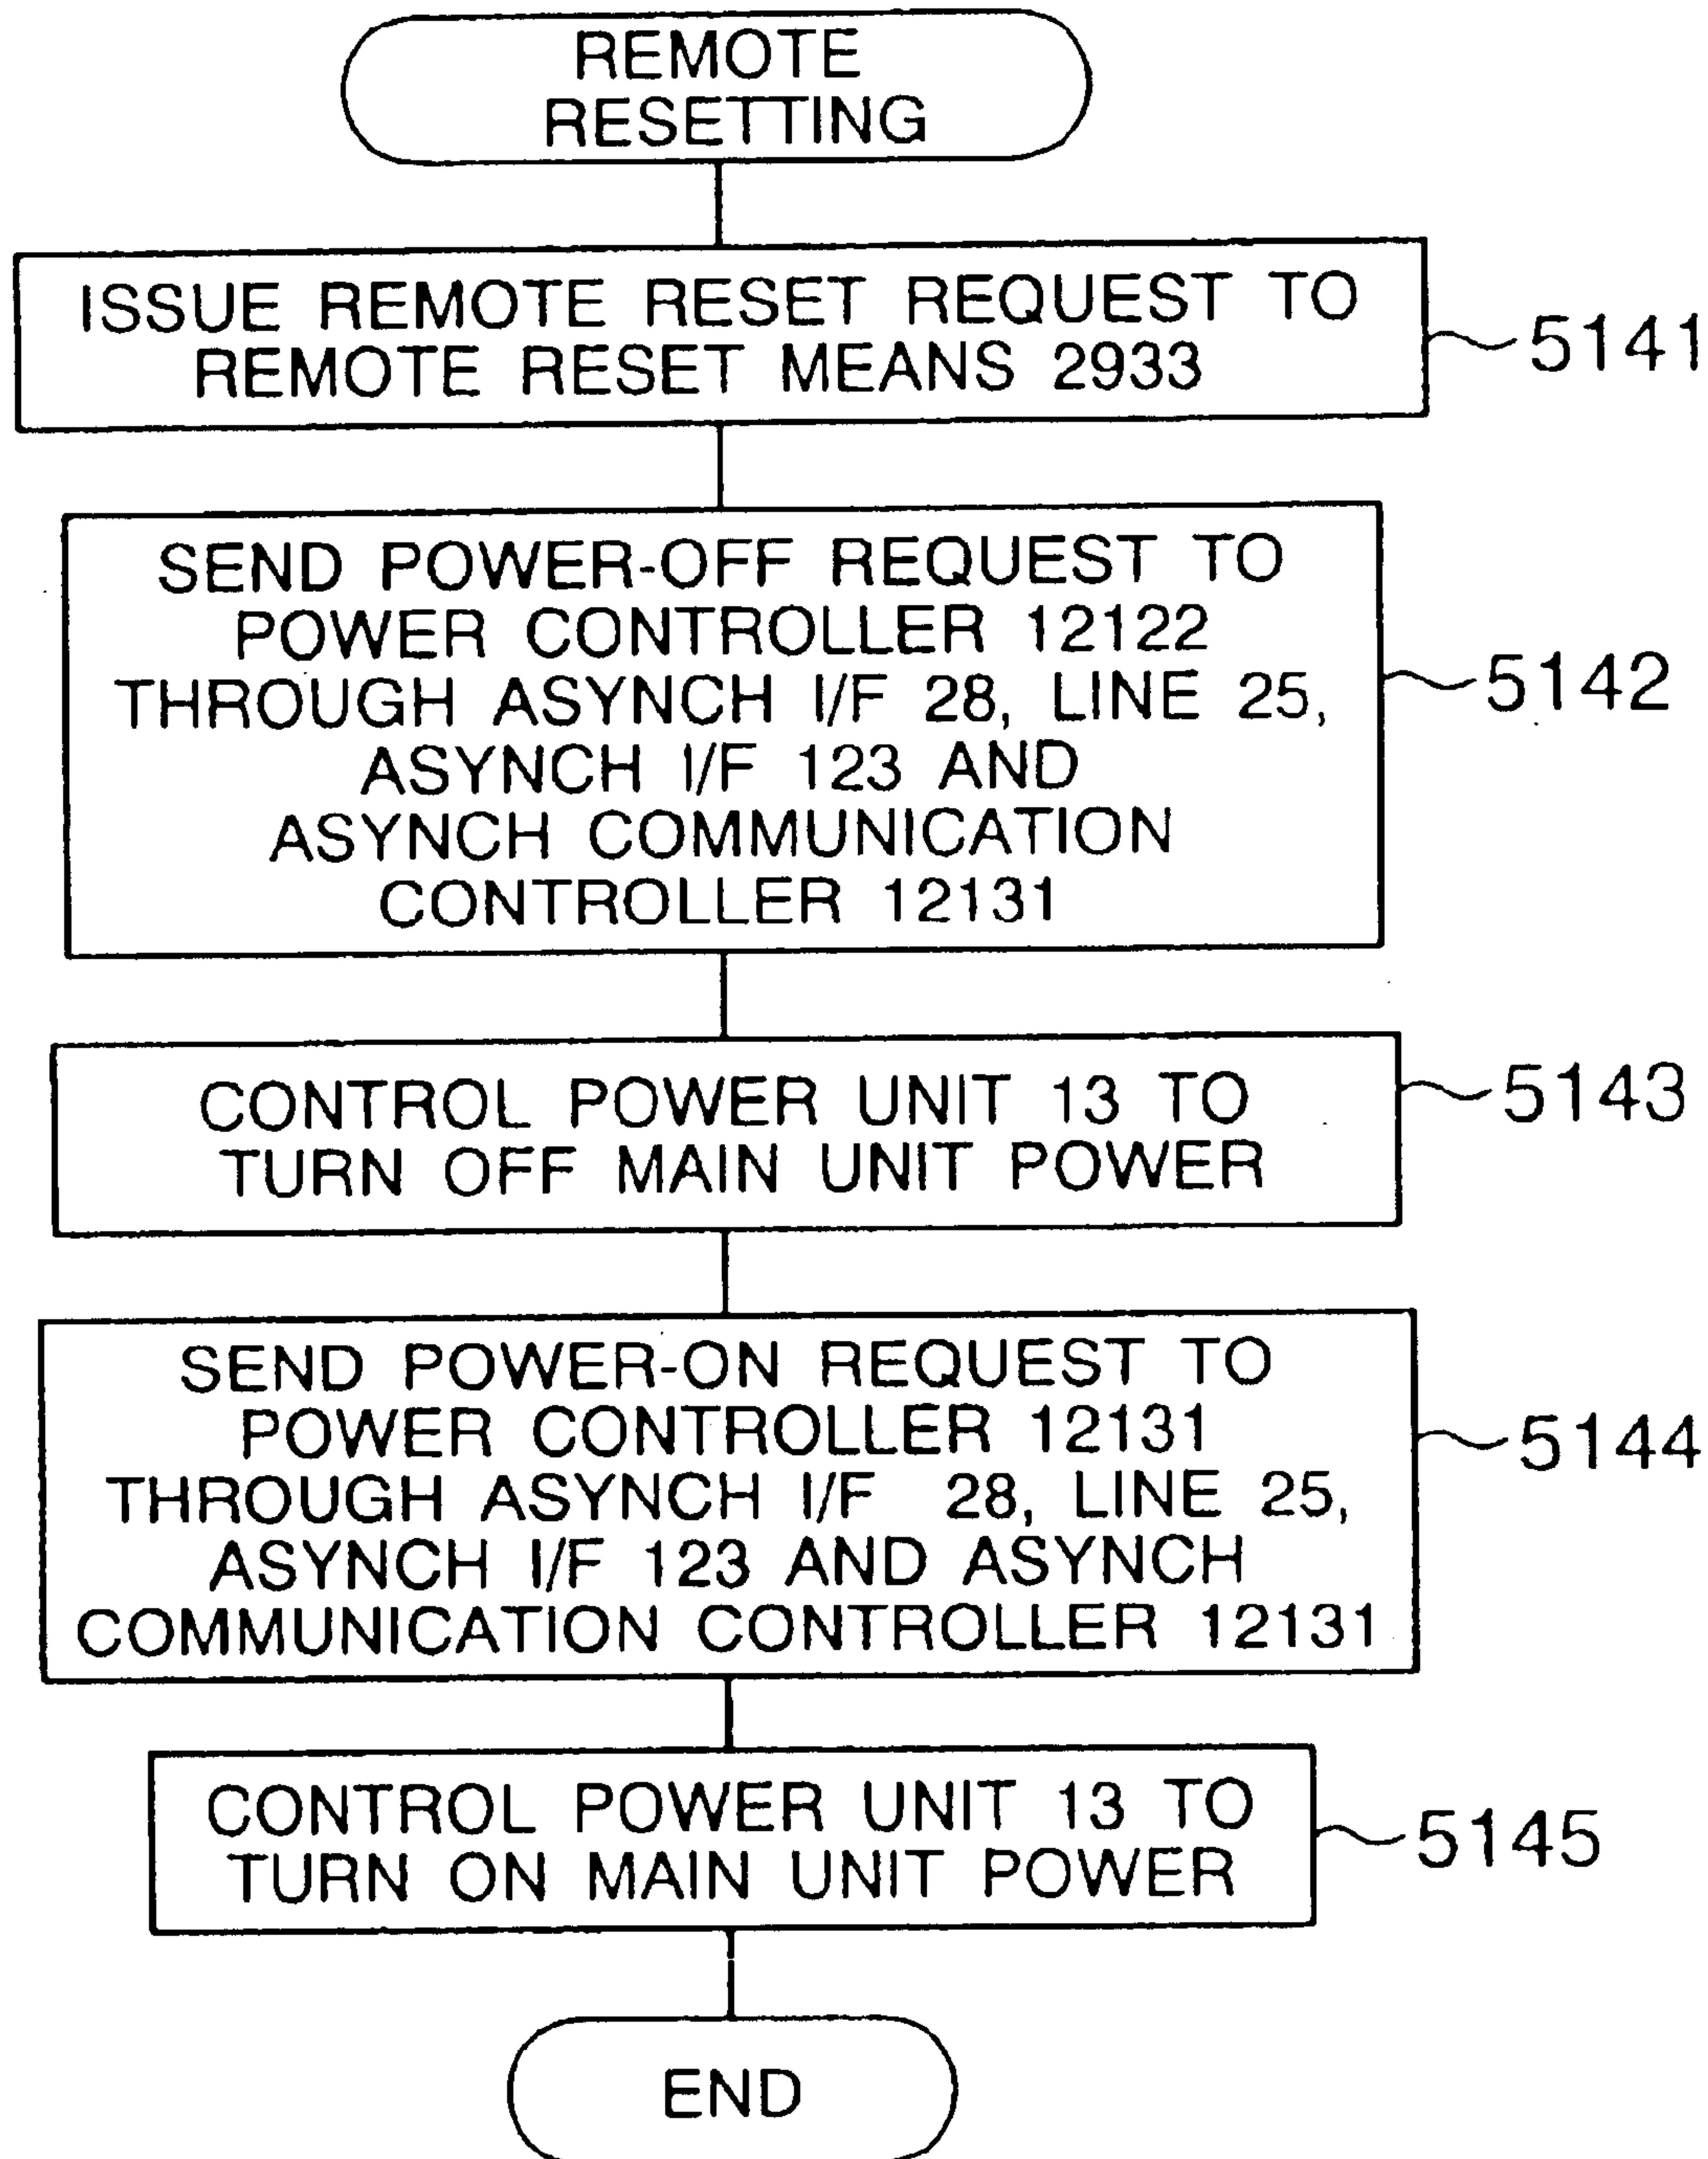 REMOTE
RESETTING
ISSUE REMOTE RESET REQUEST TO
REMOTE RESET MEANS 2933
5141
SEND POWER-OFF REQUEST TO
POWER CONTROLLER 12122
THROUGH ASYNCH I/F 28, LINE 25,
ASYNCH I/F 123 AND
ASYNCH COMMUNICATION
CONTROLLER 12131
5142
CONTROL POWER UNIT 13 TO
TURN OFF MAIN UNIT POWER
5143
SEND POWER-ON REQUEST TO
POWER CONTROLLER 12131
THROUGH ASYNCH I/F 28, LINE 25,
ASYNCH I/F 123 AND ASYNCH
COMMUNICATION CONTROLLER 12131
5144
CONTROL POWER UNIT 13 TO
TURN ON MAIN UNIT POWER
5145
END